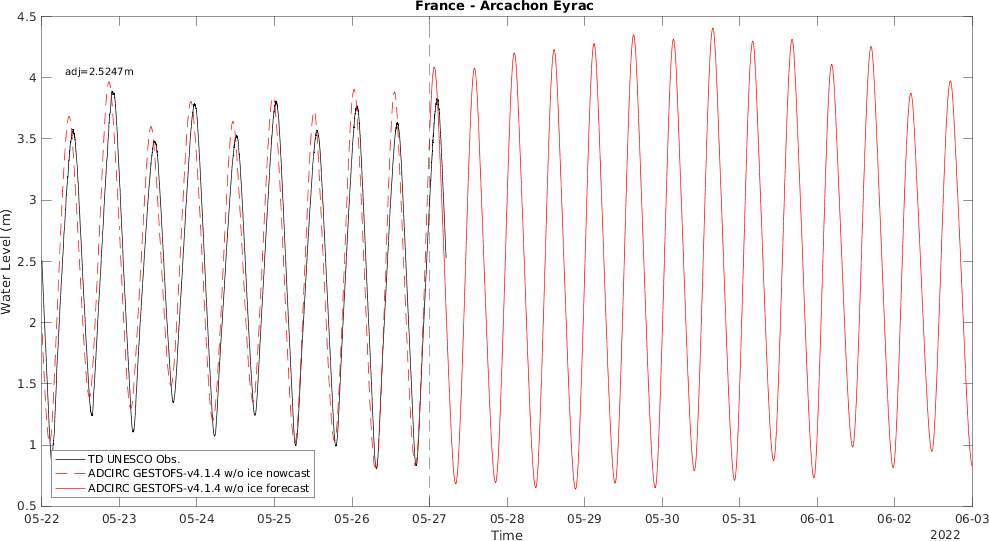 France - Arcachon Eyrac
4.5
4
3.5
3
2.5
2
1.5
1
0.5
Water Level (m)
adj=2.5247m
TD UNESCO Obs.
ADCIRC GESTOFS-v4.1.4 w/o ice nowcast
ADCIRC GESTOFS-v4.1.4 w/o ice forecast
05-22 05-23 05-24 05-25 05-26 05-27 05-28 05-29 05-30 05-31 06-01 06-02 06-03
Time
2022